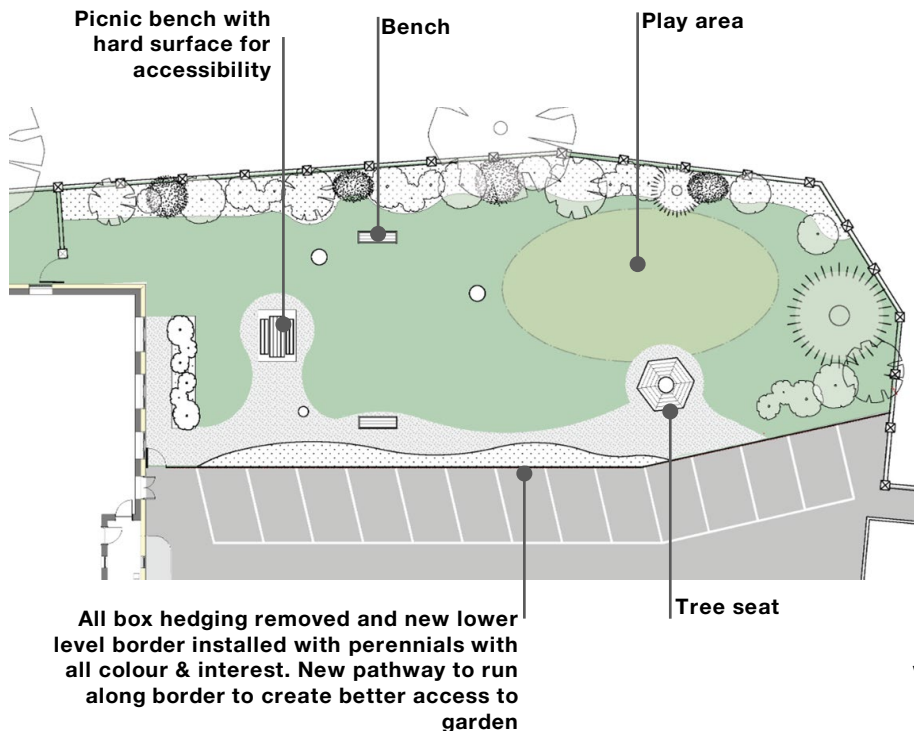 Picnic bench with
hard surface for
accessibility
Bench
Play area
All box hedging removed and new lower
level border installed with perennials with
all colour & interest. New pathway to run
along border to create better access to
garden
Tree seat